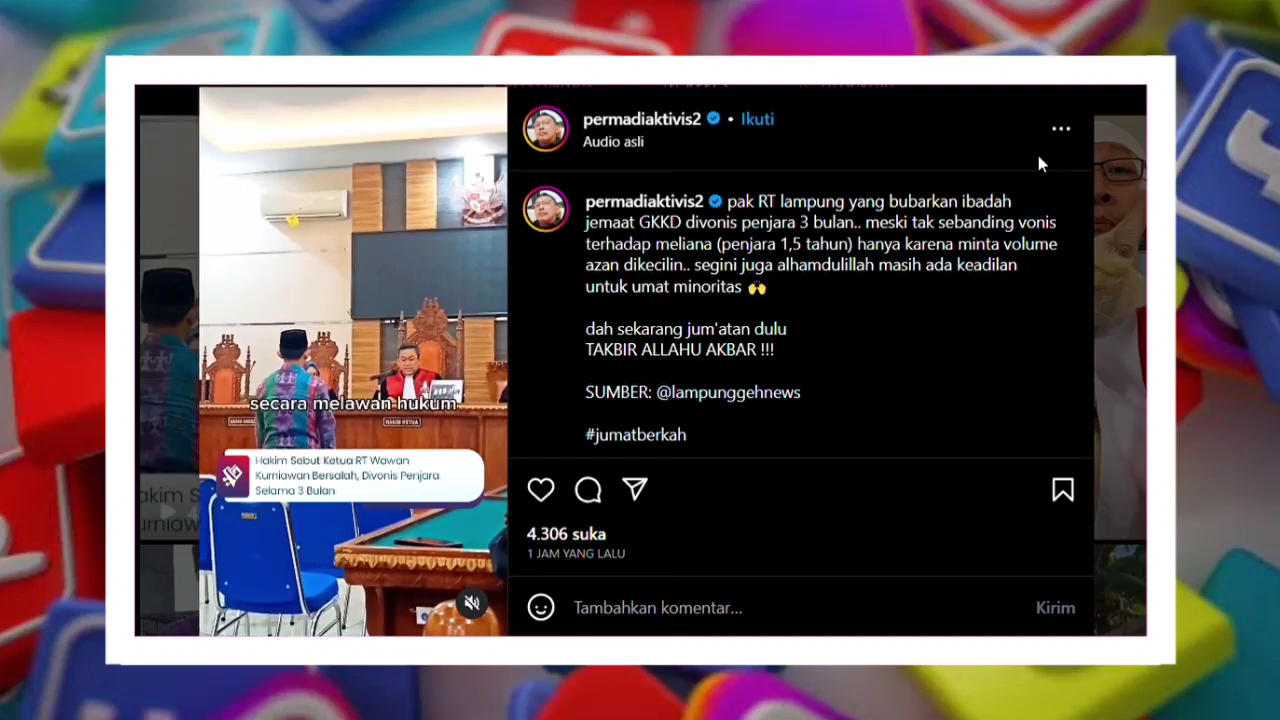 permadiaktivis2 • Ikuti
Audio asli
permadiaktivis2 pak RT lampung yang bubarkan ibadah
jemaat GKKD divonis penjara 3 bulan.. meski tak sebanding vonis
terhadap meliana (penjara 1,5 tahun) hanya karena minta volume
azan dikecilin.. segini juga alhamdulillah masih ada keadilan
untuk umat minoritas 🙌
dah sekarang jum'atan dulu
TAKBIR ALLAHU AKBAR !!!
SUMBER: @lampunggehnews
#jumatberkah
secara melawan hukum
HAKIM KETUA
Hakim Sebut Ketua RT Wawan
Kurniawan Bersalah, Divonis Penjara
Selama 3 Bulan
4.306 suka
1 JAM YANG LALU
Tambahkan komentar...
Kirim